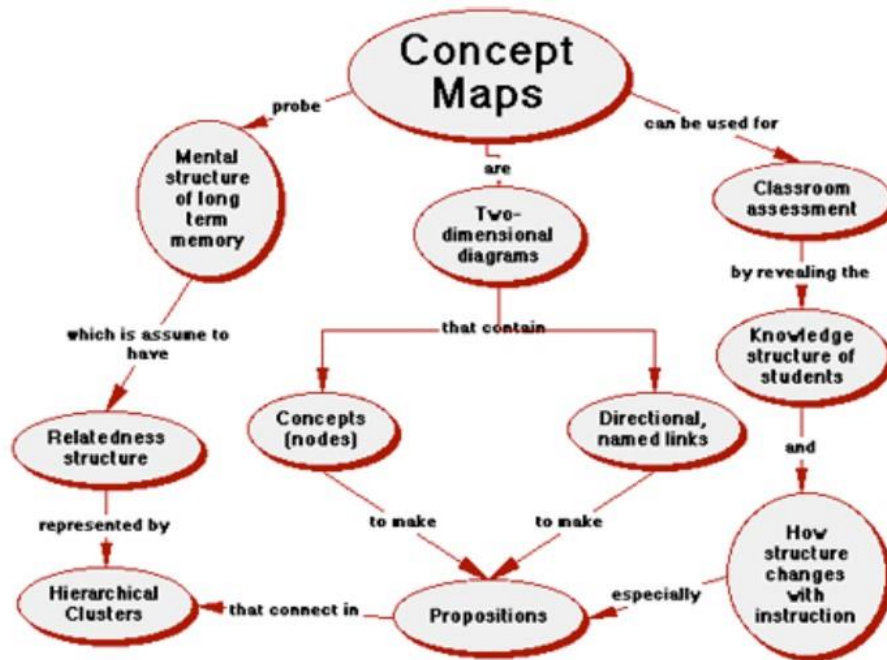 Concept
Maps
probe
can be used for
are
Mental
structure
of long
term
memory
Two-
dimensional
diagrams
Classroom
assessment
by revealing the
which is assume to
have
that contain
Knowledge
structure of
students
Relatedness
structure
Concepts
(nodes)
Directional,
named links
and
represented by
to make
to make
How
structure
changes
with
instruction
Hierarchical
Clusters
that connect in
Propositions
especially